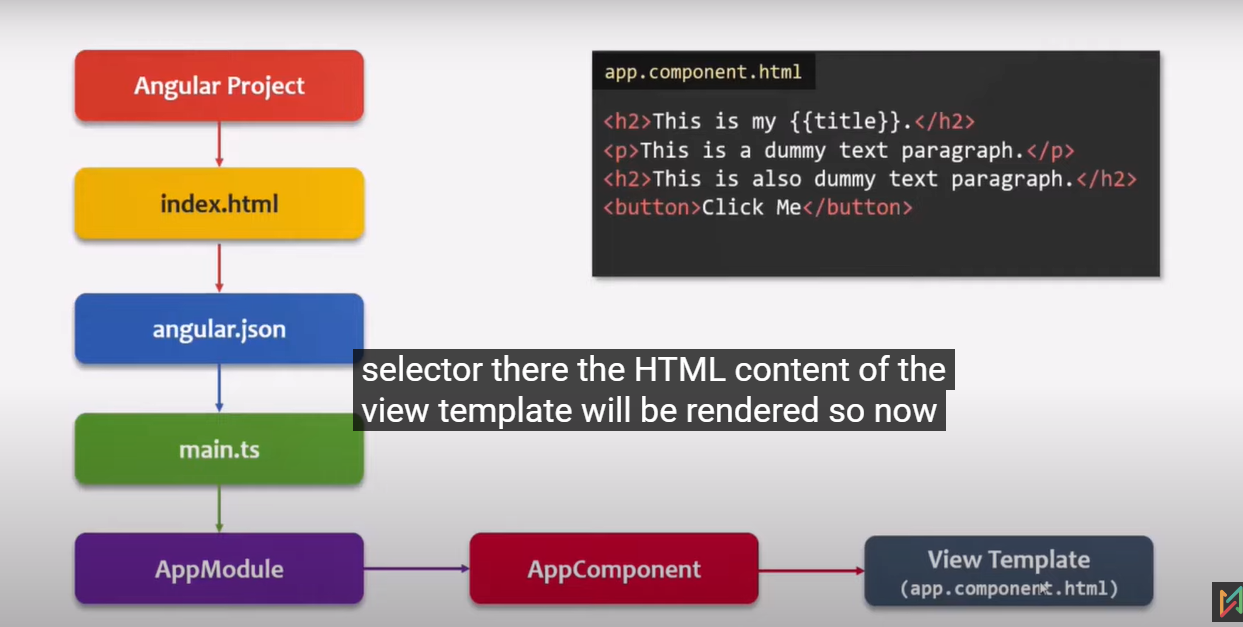 Angular Project
index.html
angular.json
main.ts
AppModule
AppComponent
View Template
(app.component.html)
app.component.html
<h2>This is my {{title}}.</h2>
<p>This is a dummy text paragraph.</p>
<h2>This is also dummy text paragraph.</h2>
<button>Click Me</button>
selector there the HTML content of the
view template will be rendered so now